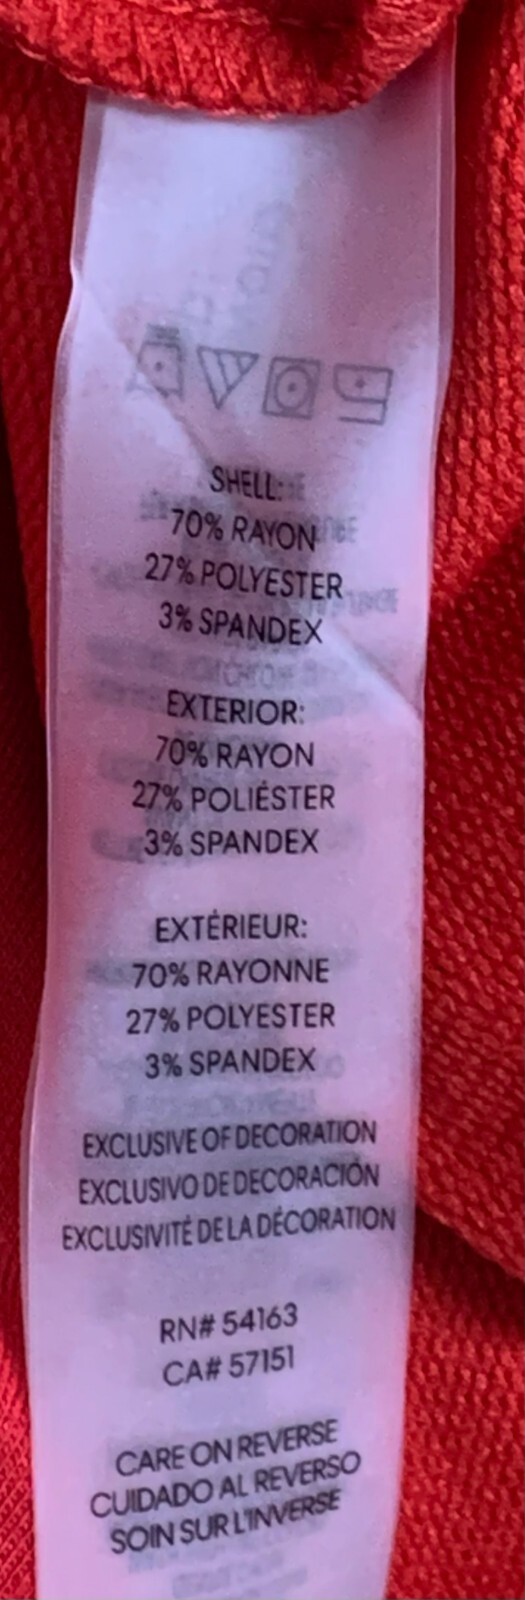 SHELL:
70% RAYON
27% POLYESTER
3% SPANDEX
EXTERIOR:
70% RAYON
27% POLIÉSTER
3% SPANDEX
EXTÉRIEUR:
70% RAYONNE
27% POLYESTER
3% SPANDEX
EXCLUSIVE OF DECORATION
EXCLUSIVO DE DECORACIÓN
EXCLUSIVITÉ DE LA DÉCORATION
RN# 54163
CA# 57151
CARE ON REVERSE
CUIDADO AL REVERSO
SOIN SUR L'INVERSE